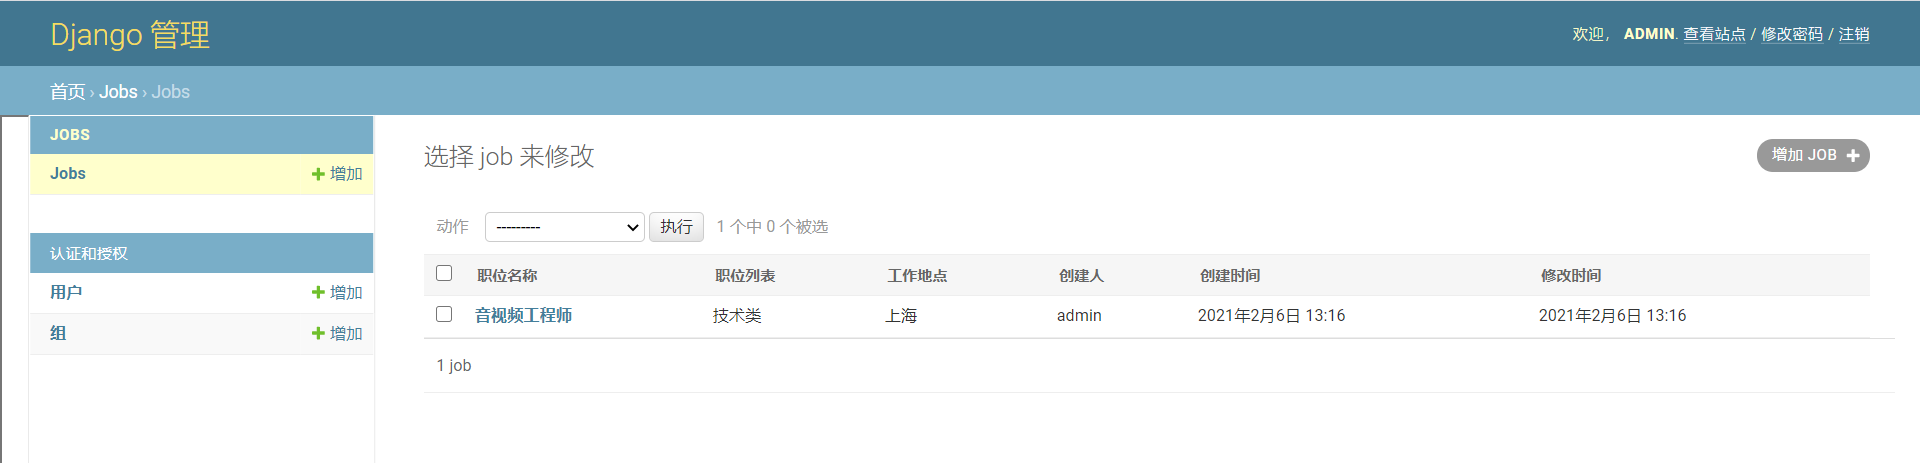 Django 管理
欢迎， ADMIN. 查看站点 / 修改密码 / 注销
首页 › Jobs › Jobs
JOBS
Jobs 增加
认证和授权
用户 增加
组 增加
选择 job 来修改
增加 JOB
动作 --------- 执行 1 个中 0 个被选
职位名称 职位列表 工作地点 创建人 创建时间 修改时间
音视频工程师 技术类 上海 admin 2021年2月6日 13:16 2021年2月6日 13:16
1 job